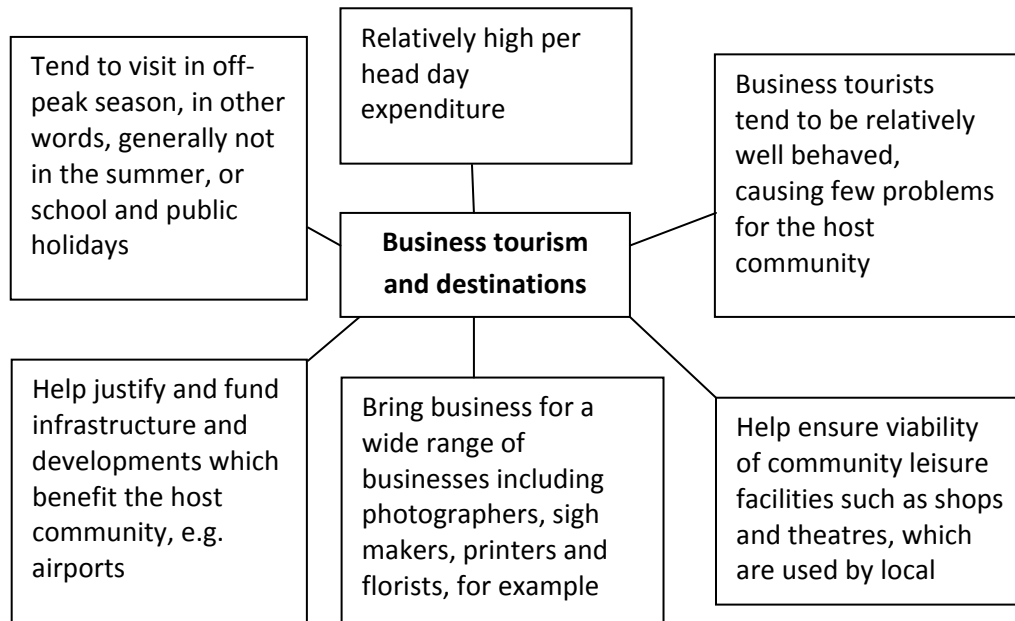 Tend to visit in off-
peak season, in other
words, generally not
in the summer, or
school and public
holidays
Relatively high per
head day
expenditure
Business tourists
tend to be relatively
well behaved,
causing few problems
for the host
community
Business tourism
and destinations
Help justify and fund
infrastructure and
developments which
benefit the host
community, e.g.
airports
Bring business for a
wide range of
businesses including
photographers, sigh
makers, printers and
florists, for example
Help ensure viability
of community leisure
facilities such as shops
and theatres, which
are used by local